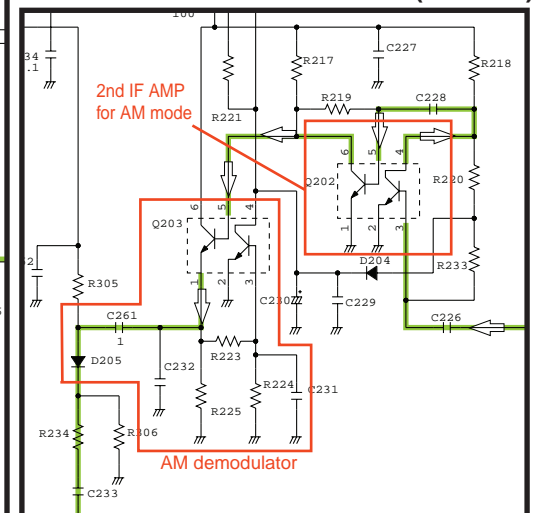 100
34
.1
C227
R217
R218
R219
C228
2nd IF AMP
for AM mode
R221
6
5
4
Q202
R220
1
2
3
6
5
4
Q203
D204
R233
1
2
3
R305
C230
C229
C226
C261
1
D205
C232
R223
R224
C231
R225
R234
R306
AM demodulator
C233